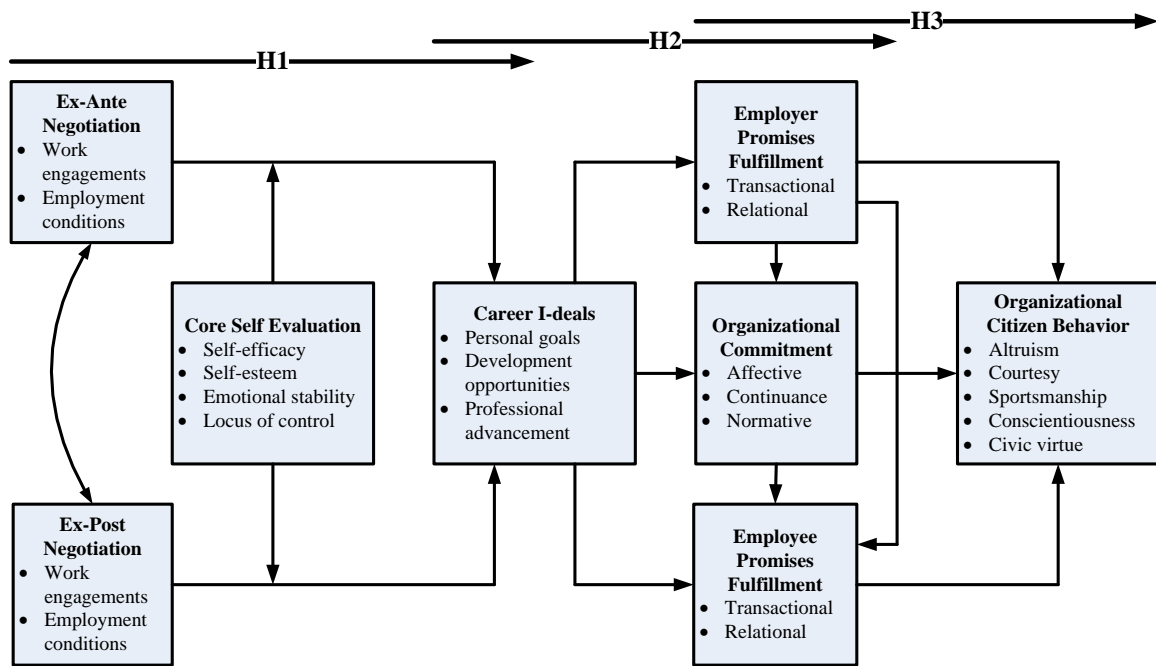 H3
H2
H1
Ex-Ante
Negotiation
• Work
engagements
• Employment
conditions
Employer
Promises
Fulfillment
• Transactional
• Relational
Core Self Evaluation
• Self-efficacy
• Self-esteem
• Emotional stability
• Locus of control
Career I-deals
• Personal goals
• Development
opportunities
• Professional
advancement
Organizational
Commitment
• Affective
• Continuance
• Normative
Organizational
Citizen Behavior
• Altruism
• Courtesy
• Sportsmanship
• Conscientiousness
• Civic virtue
Ex-Post
Negotiation
• Work
engagements
• Employment
conditions
Employee
Promises
Fulfillment
• Transactional
• Relational